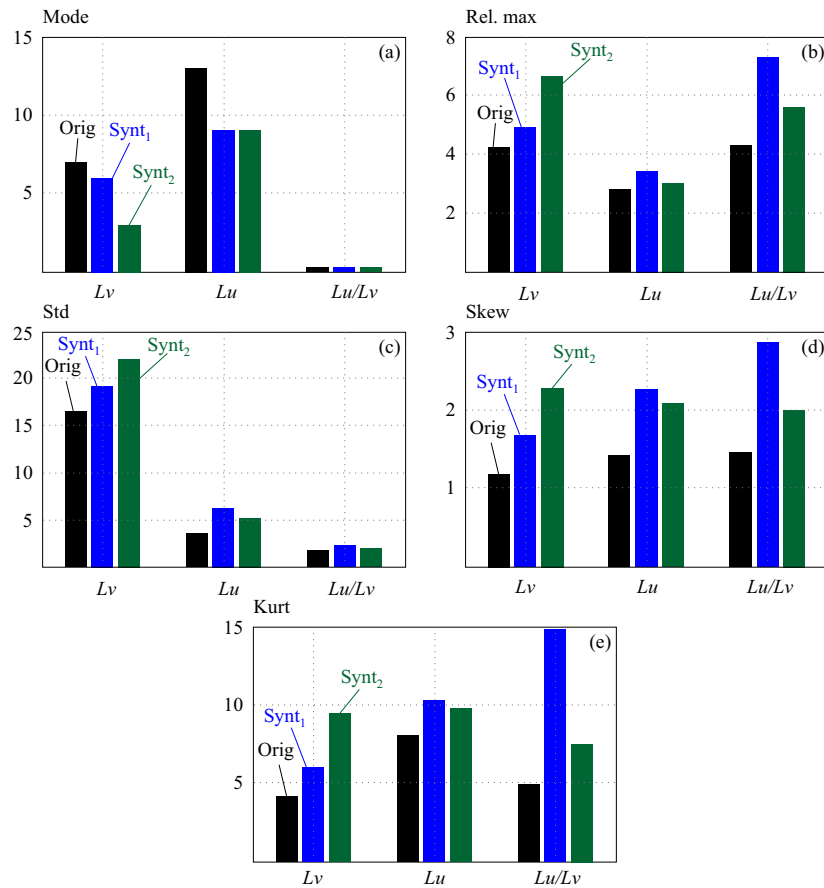 Mode
15
(a)
Orig
Synt1
10
Synt2
5
Lv
Lu
Lu/Lv
Rel. max
8
(b)
Synt1
Synt2
6
Orig
4
2
Lv
Lu
Lu/Lv
Std
25
Synt1
Synt2
(c)
Orig
20
15
10
5
Lv
Lu
Lu/Lv
Skew
3
(d)
Synt2
Synt1
2
Orig
1
Lv
Lu
Lu/Lv
Kurt
15
(e)
Synt2
10
Synt1
Orig
5
Lv
Lu
Lu/Lv